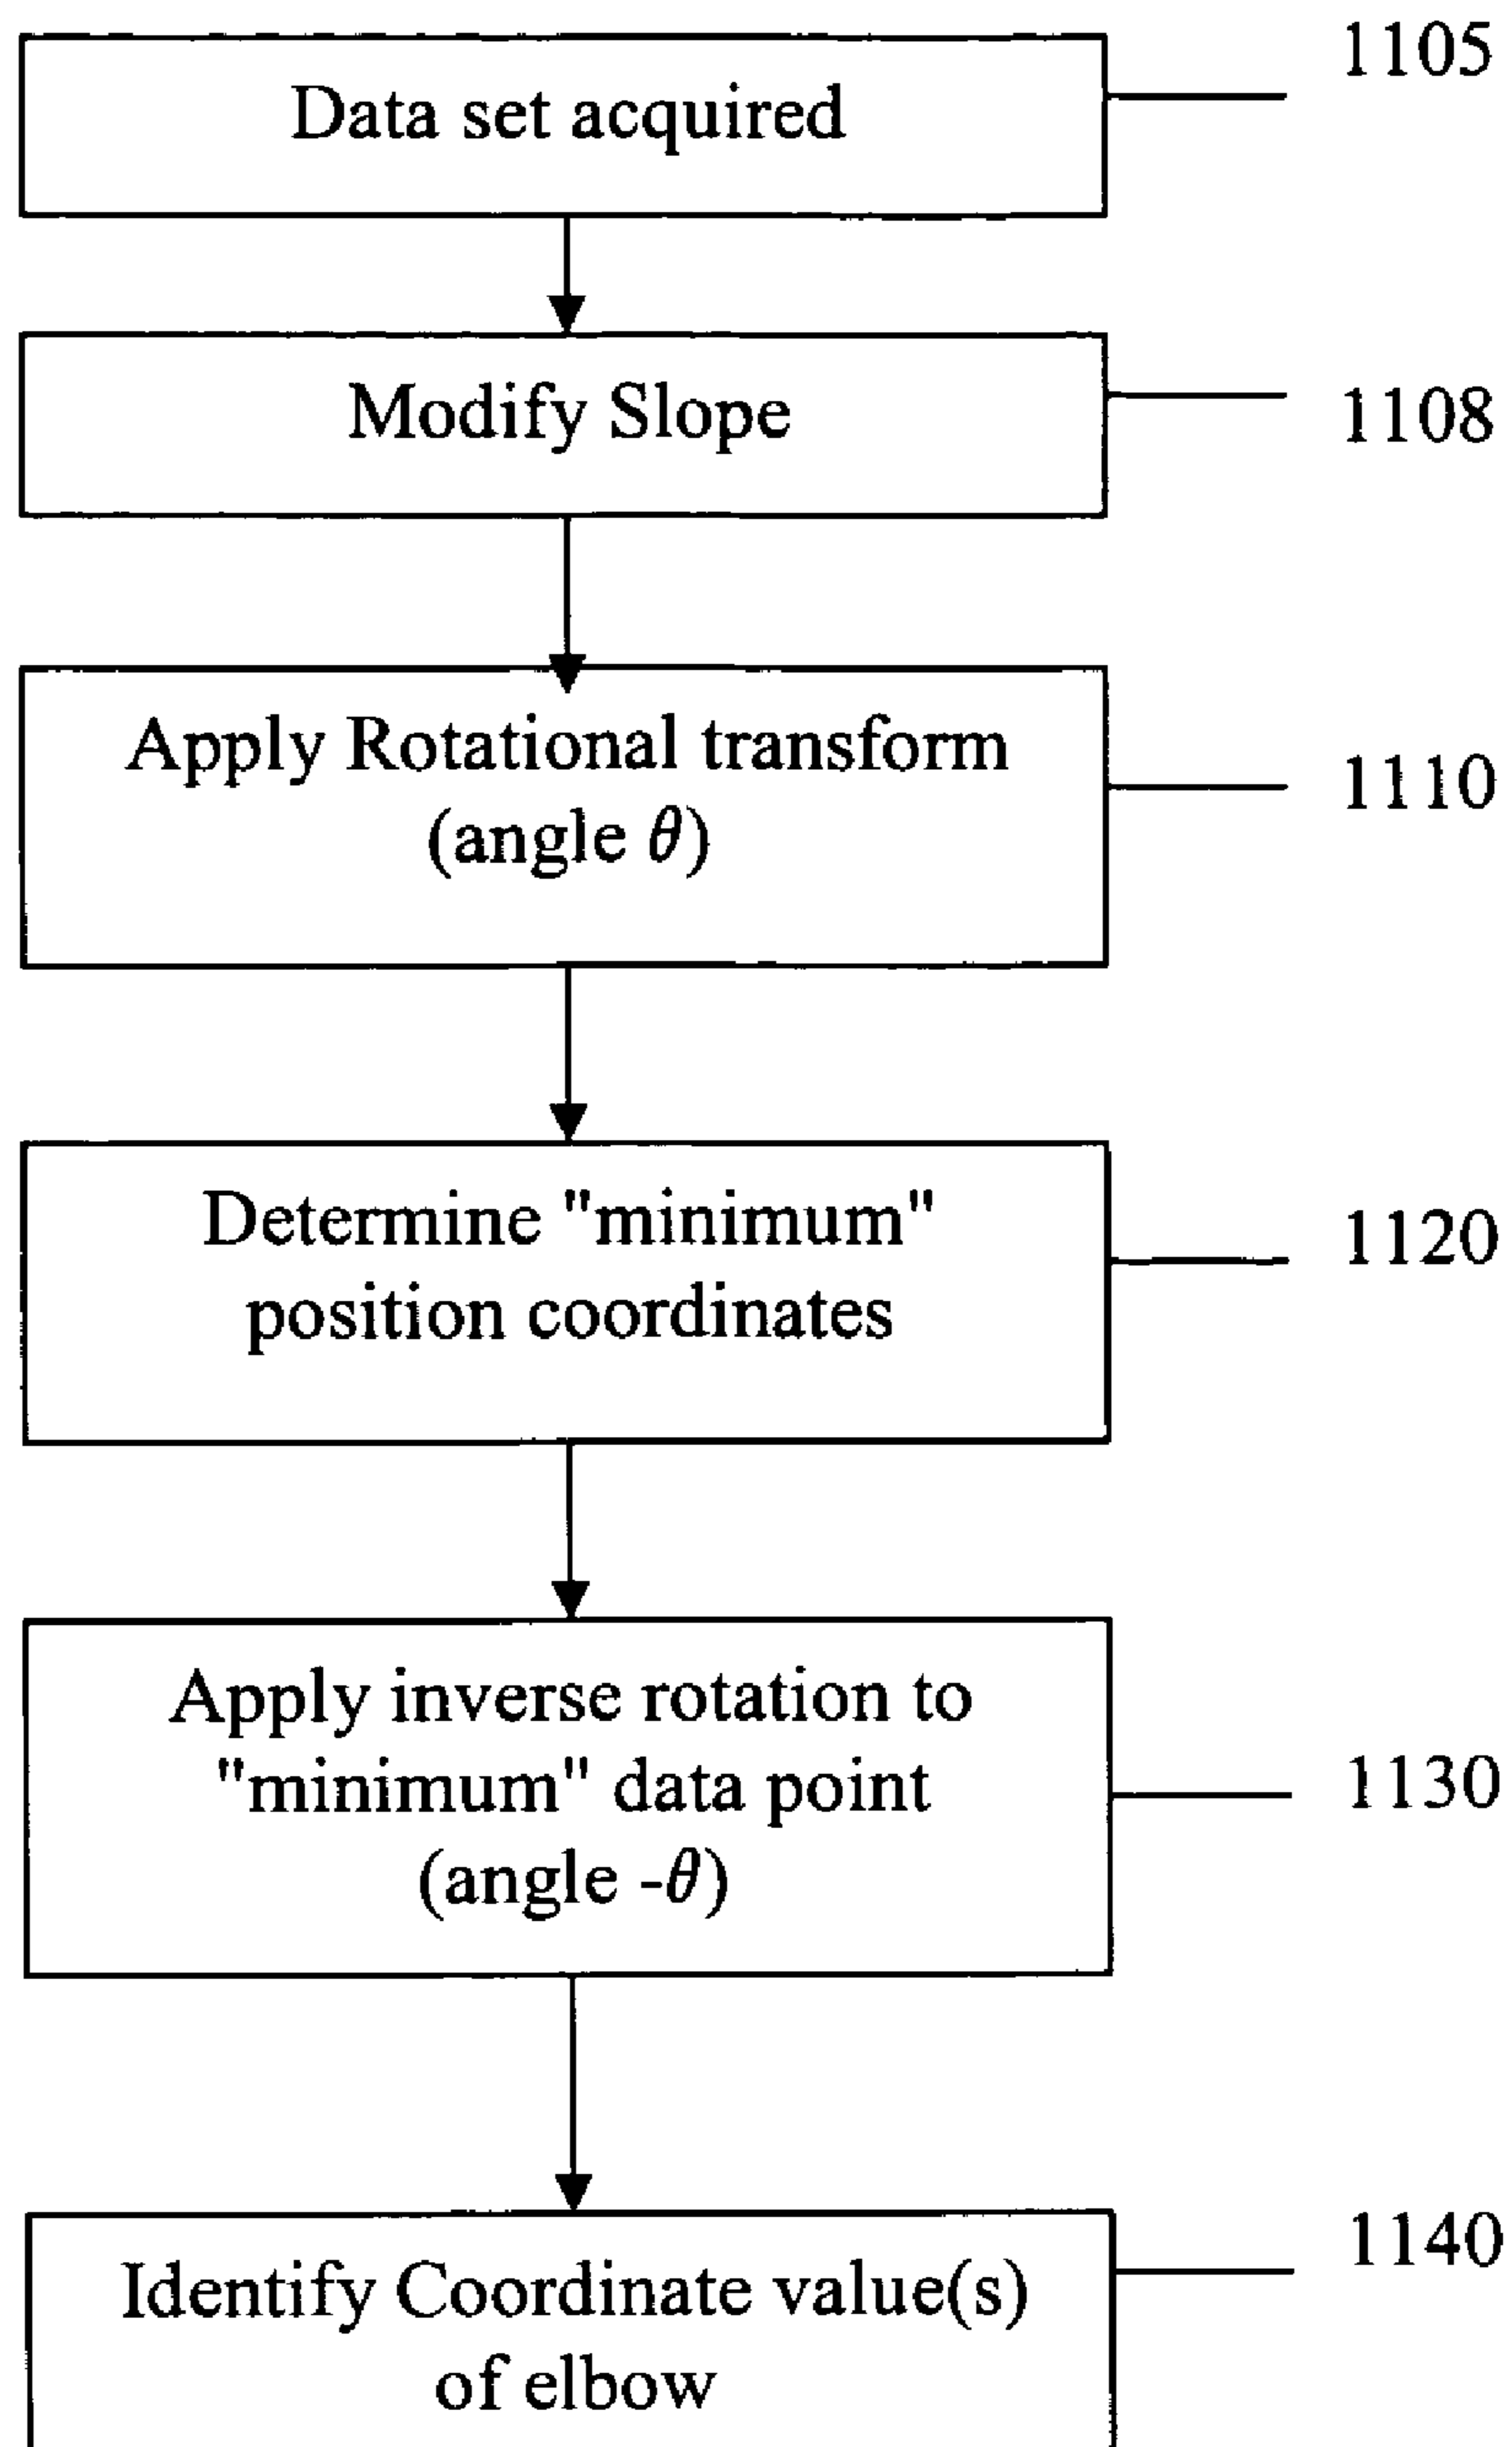 1105
Data set acquired
Modify Slope
1108
Apply Rotational transform
(angle θ)
1110
Determine "minimum"
position coordinates
1120
Apply inverse rotation to
"minimum" data point
(angle -θ)
1130
Identify Coordinate value(s)
of elbow
1140